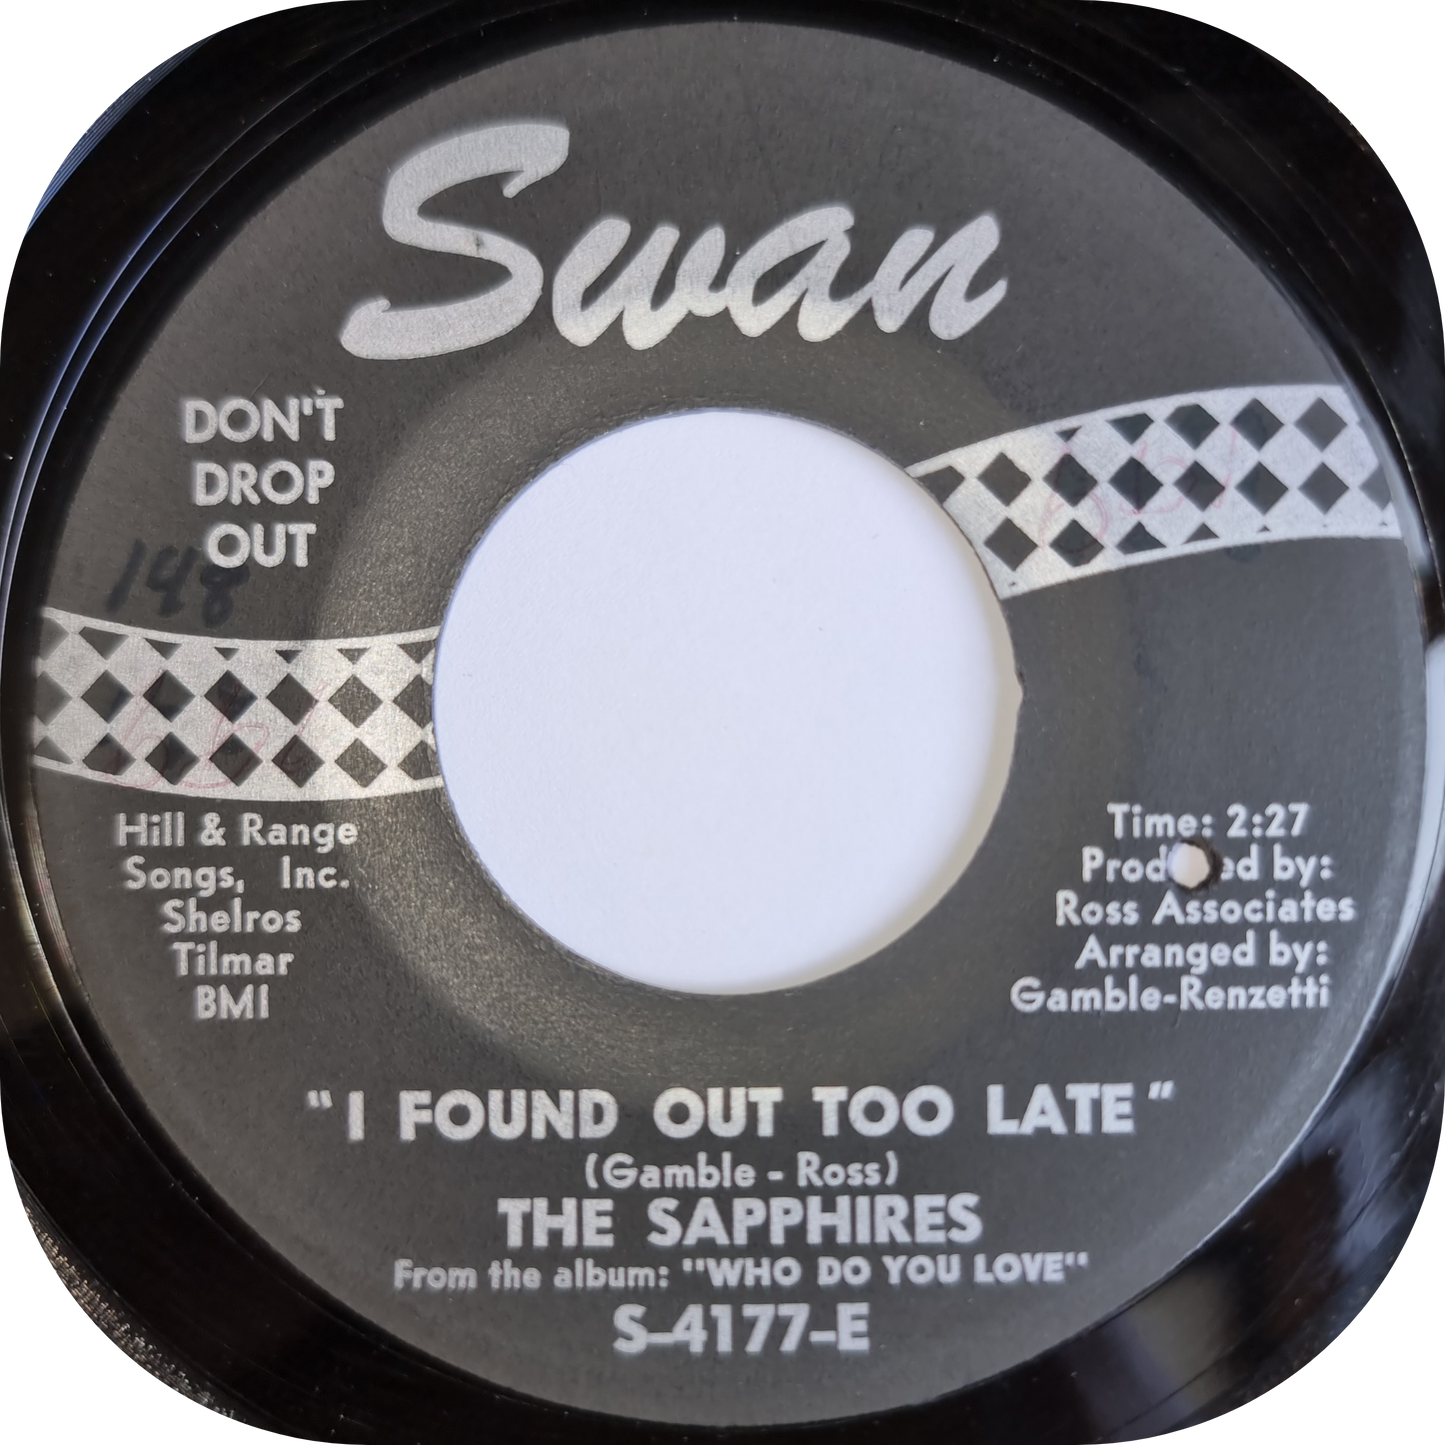 Swan
DON'T
DROP
OUT
148
Hill & Range
Songs, Inc.
Shelros
Tilmar
BMI
Time: 2:27
Prod ed by:
Ross Associates
Arranged by:
Gamble-Renzetti
"I FOUND OUT TOO LATE"
(Gamble - Ross)
THE SAPPHIRES
From the album: "WHO DO YOU LOVE"
S-4177-E